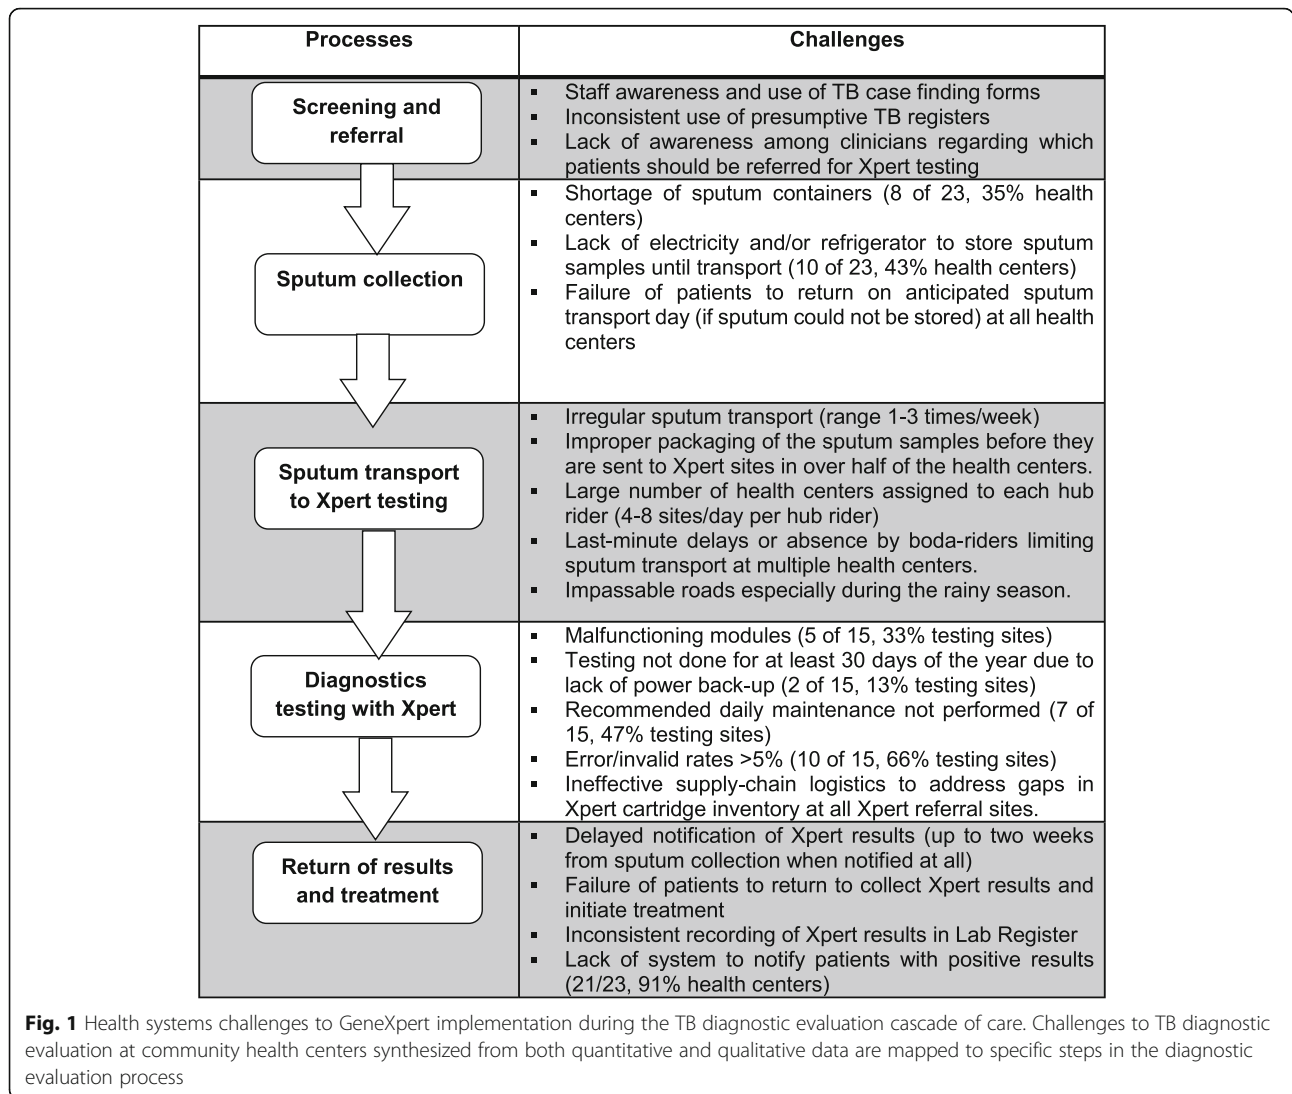 Processes
Challenges
Screening and
referral
▪ Staff awareness and use of TB case finding forms
▪ Inconsistent use of presumptive TB registers
▪ Lack of awareness among clinicians regarding which
patients should be referred for Xpert testing
Sputum collection
▪ Shortage of sputum containers (8 of 23, 35% health
centers)
▪ Lack of electricity and/or refrigerator to store sputum
samples until transport (10 of 23, 43% health centers)
▪ Failure of patients to return on anticipated sputum
transport day (if sputum could not be stored) at all health
centers
Sputum transport
to Xpert testing
▪ Irregular sputum transport (range 1-3 times/week)
▪ Improper packaging of the sputum samples before they
are sent to Xpert sites in over half of the health centers.
▪ Large number of health centers assigned to each hub
rider (4-8 sites/day per hub rider)
▪ Last-minute delays or absence by boda-riders limiting
sputum transport at multiple health centers.
▪ Impassable roads especially during the rainy season.
Diagnostics
testing with Xpert
▪ Malfunctioning modules (5 of 15, 33% testing sites)
▪ Testing not done for at least 30 days of the year due to
lack of power back-up (2 of 15, 13% testing sites)
▪ Recommended daily maintenance not performed (7 of
15, 47% testing sites)
▪ Error/invalid rates >5% (10 of 15, 66% testing sites)
▪ Ineffective supply-chain logistics to address gaps in
Xpert cartridge inventory at all Xpert referral sites.
Return of results
and treatment
▪ Delayed notification of Xpert results (up to two weeks
from sputum collection when notified at all)
▪ Failure of patients to return to collect Xpert results and
initiate treatment
▪ Inconsistent recording of Xpert results in Lab Register
▪ Lack of system to notify patients with positive results
(21/23, 91% health centers)
Fig. 1 Health systems challenges to GeneXpert implementation during the TB diagnostic evaluation cascade of care. Challenges to TB diagnostic
evaluation at community health centers synthesized from both quantitative and qualitative data are mapped to specific steps in the diagnostic
evaluation process